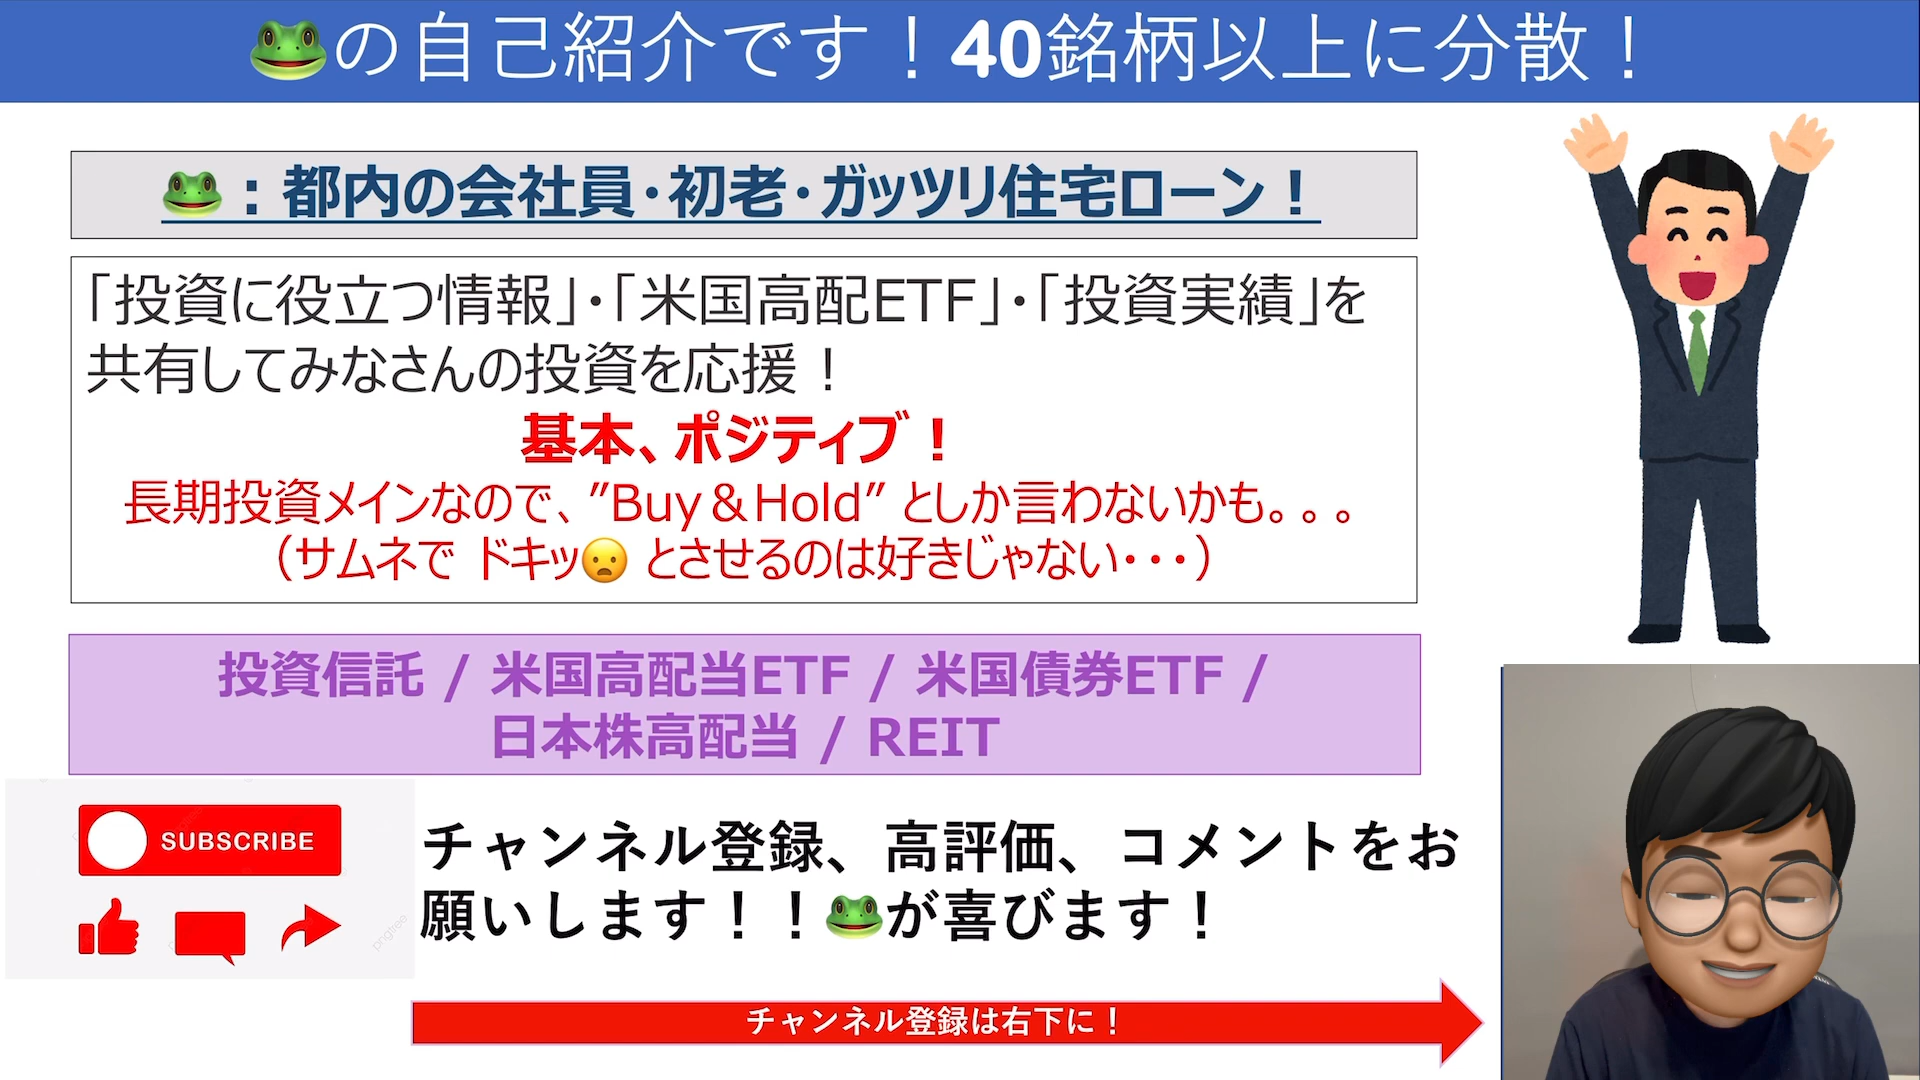 🐸の自己紹介です！40銘柄以上に分散！
🐸：都内の会社員・初老・ガッツリ住宅ローン！
「投資に役立つ情報」・「米国高配ETF」・「投資実績」を
共有してみなさんの投資を応援！
基本、ポジティブ！
長期投資メインなので、”Buy＆Hold” としか言わないかも。。。
（サムネで ドキッ😦 とさせるのは好きじゃない・・・）
投資信託 / 米国高配当ETF / 米国債券ETF /
日本株高配当 / REIT
SUBSCRIBE
pngtree
チャンネル登録、高評価、コメントをお
願いします！！🐸が喜びます！
チャンネル登録は右下に！